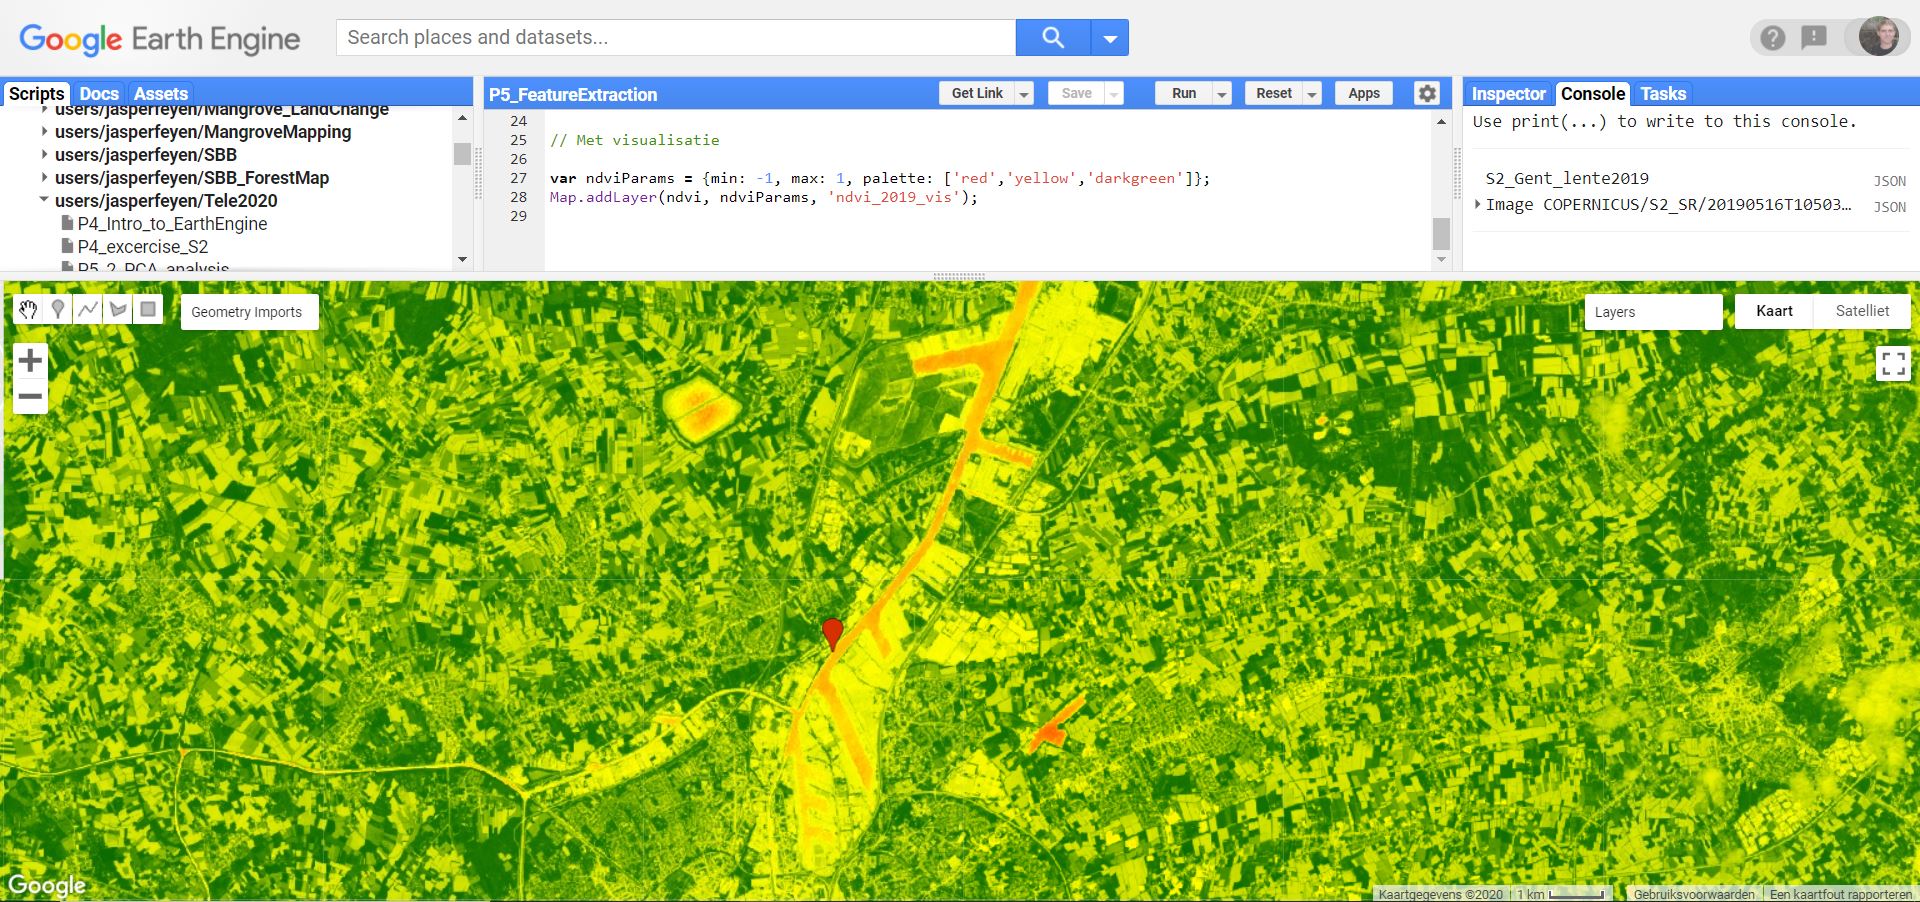 Google Earth Engine
Search places and datasets...
Scripts
Docs
Assets
users/jasperfeyen/Mangrove_LandChange
users/jasperfeyen/MangroveMapping
users/jasperfeyen/SBB
users/jasperfeyen/SBB_ForestMap
users/jasperfeyen/Tele2020
P4_Intro_to_EarthEngine
P4_excercise_S2
P5_2_PCA_analysis
P5_FeatureExtraction
Get Link
Save
Run
Reset
Apps
24
25 // Met visualisatie
26
27 var ndviParams = {min: -1, max: 1, palette: ['red','yellow','darkgreen']};
28 Map.addLayer(ndvi, ndviParams, 'ndvi_2019_vis');
29
Inspector
Console
Tasks
Use print(...) to write to this console.
S2_Gent_lente2019 JSON
Image COPERNICUS/S2_SR/20190516T10503... JSON
Geometry Imports
Layers
Kaart
Satelliet
Google
Kaartgegevens ©2020
1 km
Gebruiksvoorwaarden
Een kaartfout rapporteren